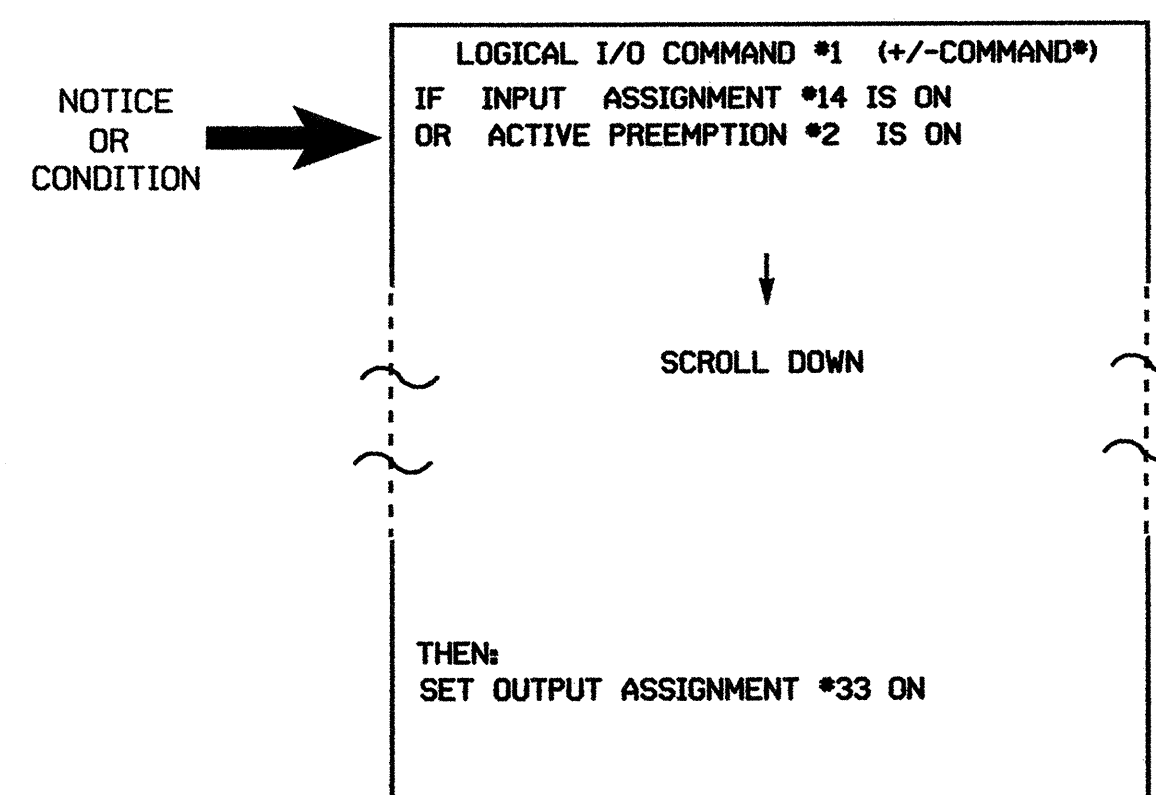 LOGICAL I/O COMMAND #1 (+/-COMMAND#)
NOTICE
OR
CONDITION
IF INPUT ASSIGNMENT #14 IS ON
OR ACTIVE PREEMPTION #2 IS ON
SCROLL DOWN
THEN:
SET OUTPUT ASSIGNMENT #33 ON